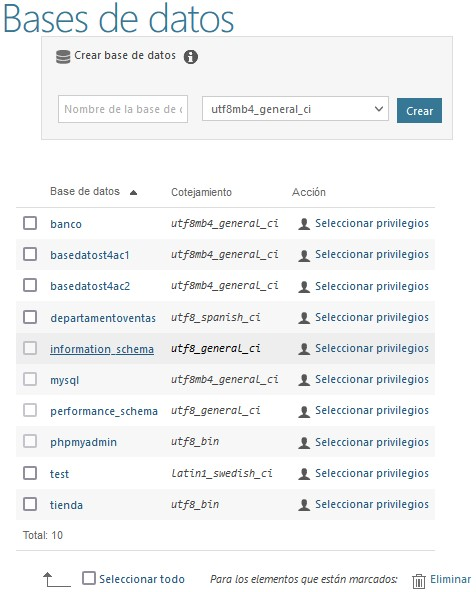 Bases de datos
Crear base de datos
Nombre de la base de c utf8mb4_general_ci Crear
Base de datos Cotejamiento Acción
banco utf8mb4_general_ci Seleccionar privilegios
basedatost4ac1 utf8mb4_general_ci Seleccionar privilegios
basedatost4ac2 utf8mb4_general_ci Seleccionar privilegios
departamentoventas utf8_spanish_ci Seleccionar privilegios
information_schema utf8_general_ci Seleccionar privilegios
mysql utf8mb4_general_ci Seleccionar privilegios
performance_schema utf8_general_ci Seleccionar privilegios
phpmyadmin utf8_bin Seleccionar privilegios
test latin1_swedish_ci Seleccionar privilegios
tienda utf8_bin Seleccionar privilegios
Total: 10
Seleccionar todo Para los elementos que están marcados: Eliminar